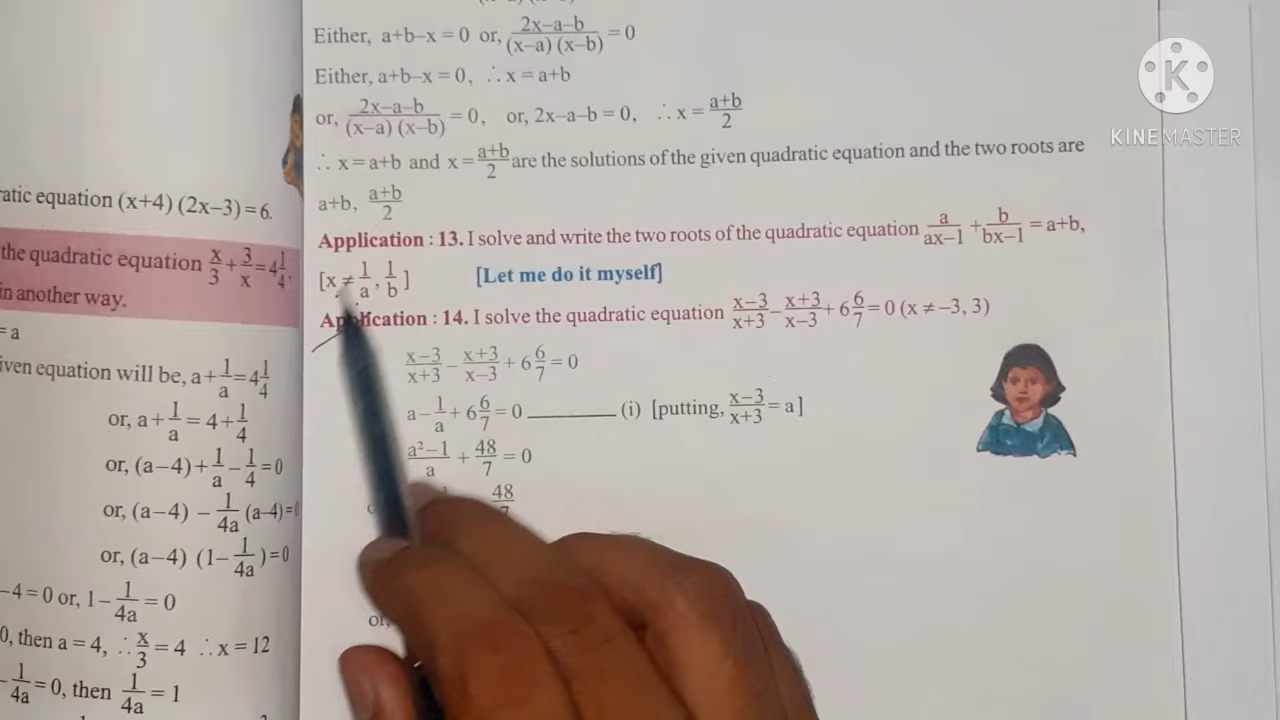 ratic equation (x+4) (2x–3)=6.
the quadratic equation x/3 + 3/x = 4 1/4,
in another way.
= a
iven equation will be, a + 1/a = 4 1/4
or, a + 1/a = 4 + 1/4
or, (a–4) + 1/a – 1/4 = 0
or, (a–4) – 1/4a (a–4) =
or, (a–4) (1– 1/4a) = 0
–4 = 0 or, 1– 1/4a = 0
0, then a = 4, ∴ x/3 = 4 ∴ x = 12
– 1/4a = 0, then 1/4a = 1
Either, a+b–x = 0 or, 2x–a–b/(x–a) (x–b) = 0
Either, a+b–x = 0, ∴ x = a+b
or, 2x–a–b/(x–a) (x–b) = 0, or, 2x–a–b = 0, ∴ x = a+b/2
∴ x = a+b and x = a+b/2 are the solutions of the given quadratic equation and the two roots are
a+b, a+b/2
Application : 13. I solve and write the two roots of the quadratic equation a/ax–1 + b/bx–1 = a+b,
[x ≠ 1/a, 1/b] [Let me do it myself]
Application : 14. I solve the quadratic equation x–3/x+3 – x+3/x–3 + 6 6/7 = 0 (x ≠ –3, 3)
x–3/x+3 – x+3/x–3 + 6 6/7 = 0
a – 1/a + 6 6/7 = 0 ________ (i) [putting, x–3/x+3 = a]
a²–1/a + 48/7 = 0
48
or,
KINEMASTER